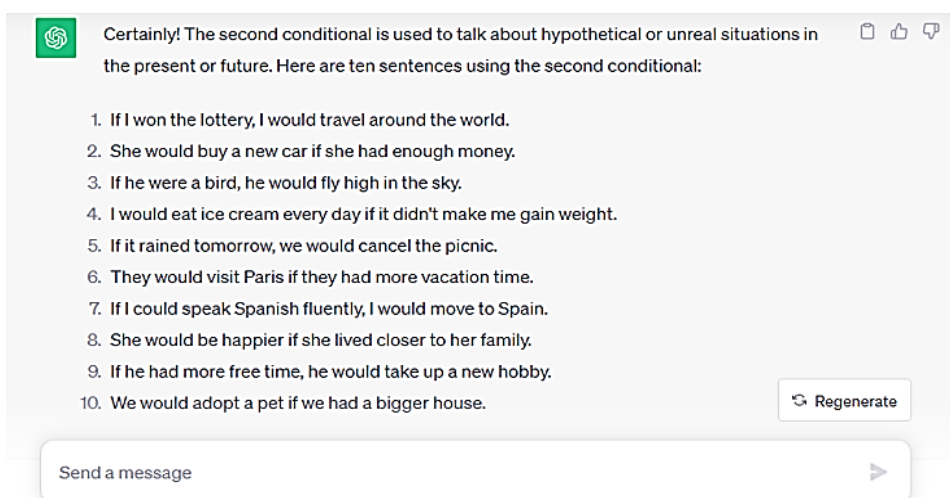 Certainly! The second conditional is used to talk about hypothetical or unreal situations in
the present or future. Here are ten sentences using the second conditional:
1. If I won the lottery, I would travel around the world.
2. She would buy a new car if she had enough money.
3. If he were a bird, he would fly high in the sky.
4. I would eat ice cream every day if it didn't make me gain weight.
5. If it rained tomorrow, we would cancel the picnic.
6. They would visit Paris if they had more vacation time.
7. If I could speak Spanish fluently, I would move to Spain.
8. She would be happier if she lived closer to her family.
9. If he had more free time, he would take up a new hobby.
10. We would adopt a pet if we had a bigger house.
Regenerate
Send a message